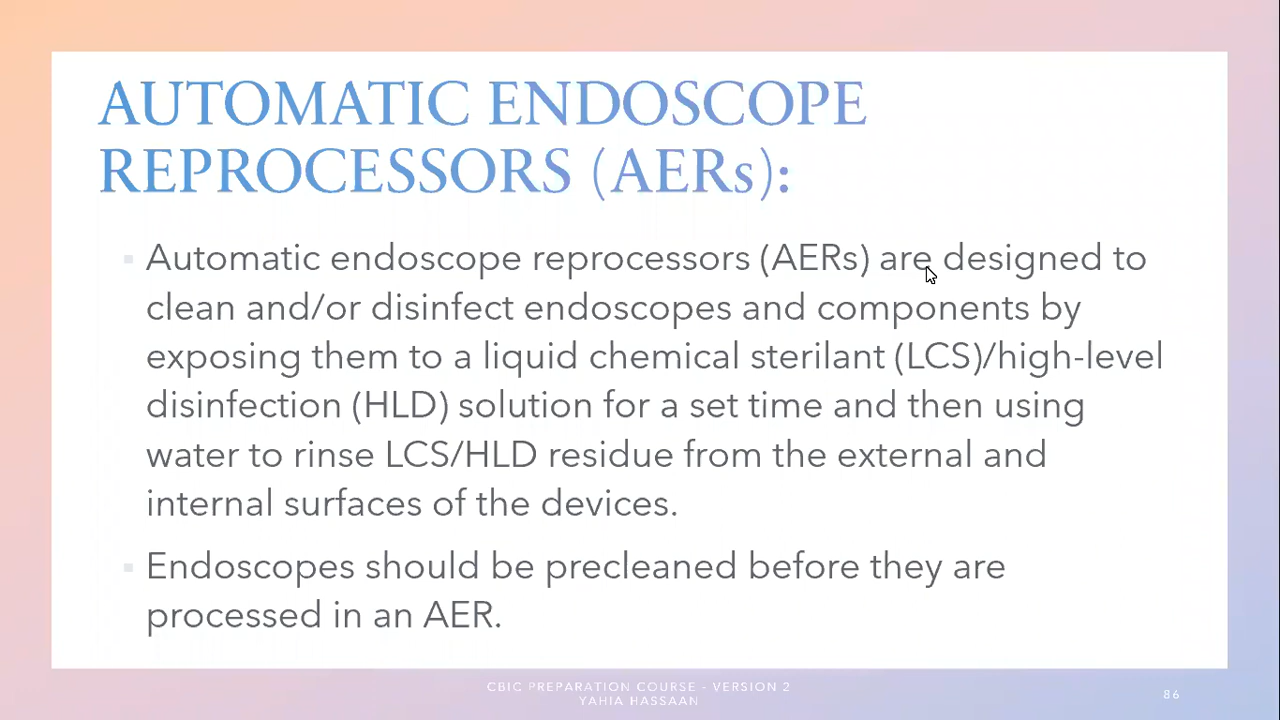 AUTOMATIC ENDOSCOPE
REPROCESSORS (AERs):
Automatic endoscope reprocessors (AERs) are designed to
clean and/or disinfect endoscopes and components by
exposing them to a liquid chemical sterilant (LCS)/high-level
disinfection (HLD) solution for a set time and then using
water to rinse LCS/HLD residue from the external and
internal surfaces of the devices.
Endoscopes should be precleaned before they are
processed in an AER.
CBIC PREPARATION COURSE - VERSION 2
YAHIA HASSAAN
86